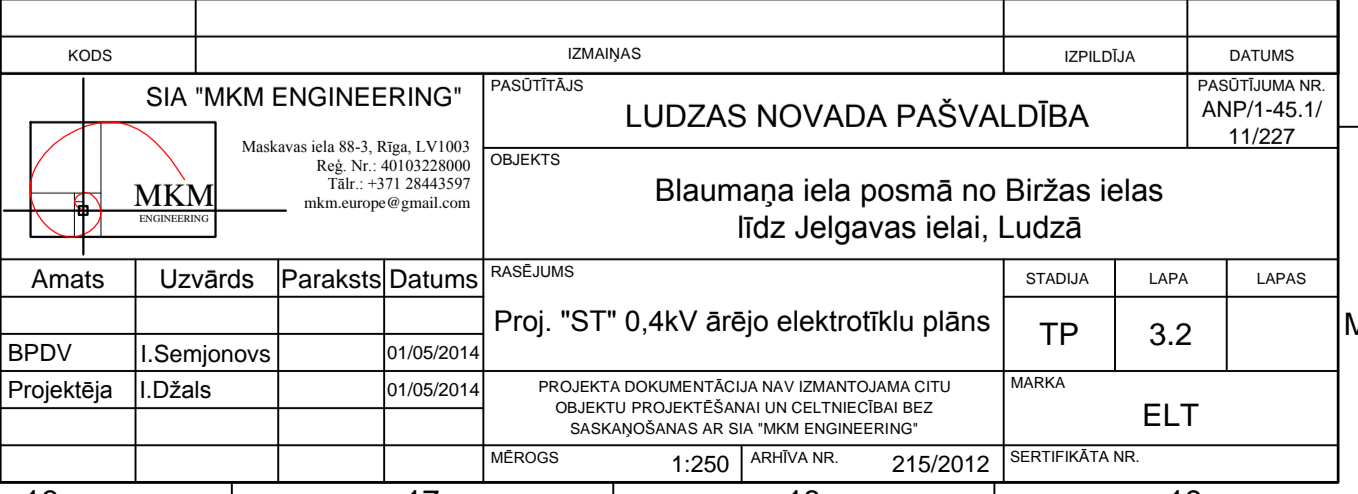 KODS
IZMAIŅAS
IZPILDĪJA
DATUMS
SIA "MKM ENGINEERING"
Maskavas iela 88-3, Rīga, LV1003
Reģ. Nr.: 40103228000
Tālr.: +371 28443597
mkm.europe@gmail.com
MKM
ENGINEERING
PASŪTĪTĀJS
LUDZAS NOVADA PAŠVALDĪBA
PASŪTĪJUMA NR.
ANP/1-45.1/
11/227
OBJEKTS
Blaumaņa iela posmā no Biržas ielas
līdz Jelgavas ielai, Ludzā
Amats Uzvārds Paraksts Datums
BPDV I.Semjonovs 01/05/2014
Projektēja I.Džals 01/05/2014
RASĒJUMS
Proj. "ST" 0,4kV ārējo elektrotīklu plāns
STADIJA LAPA LAPAS
TP 3.2
PROJEKTA DOKUMENTĀCIJA NAV IZMANTOJAMA CITU
OBJEKTU PROJEKTĒŠANAI UN CELTNIECĪBAI BEZ
SASKAŅOŠANAS AR SIA "MKM ENGINEERING"
MARKA
ELT
MĒROGS 1:250
ARHĪVA NR. 215/2012
SERTIFIKĀTA NR.